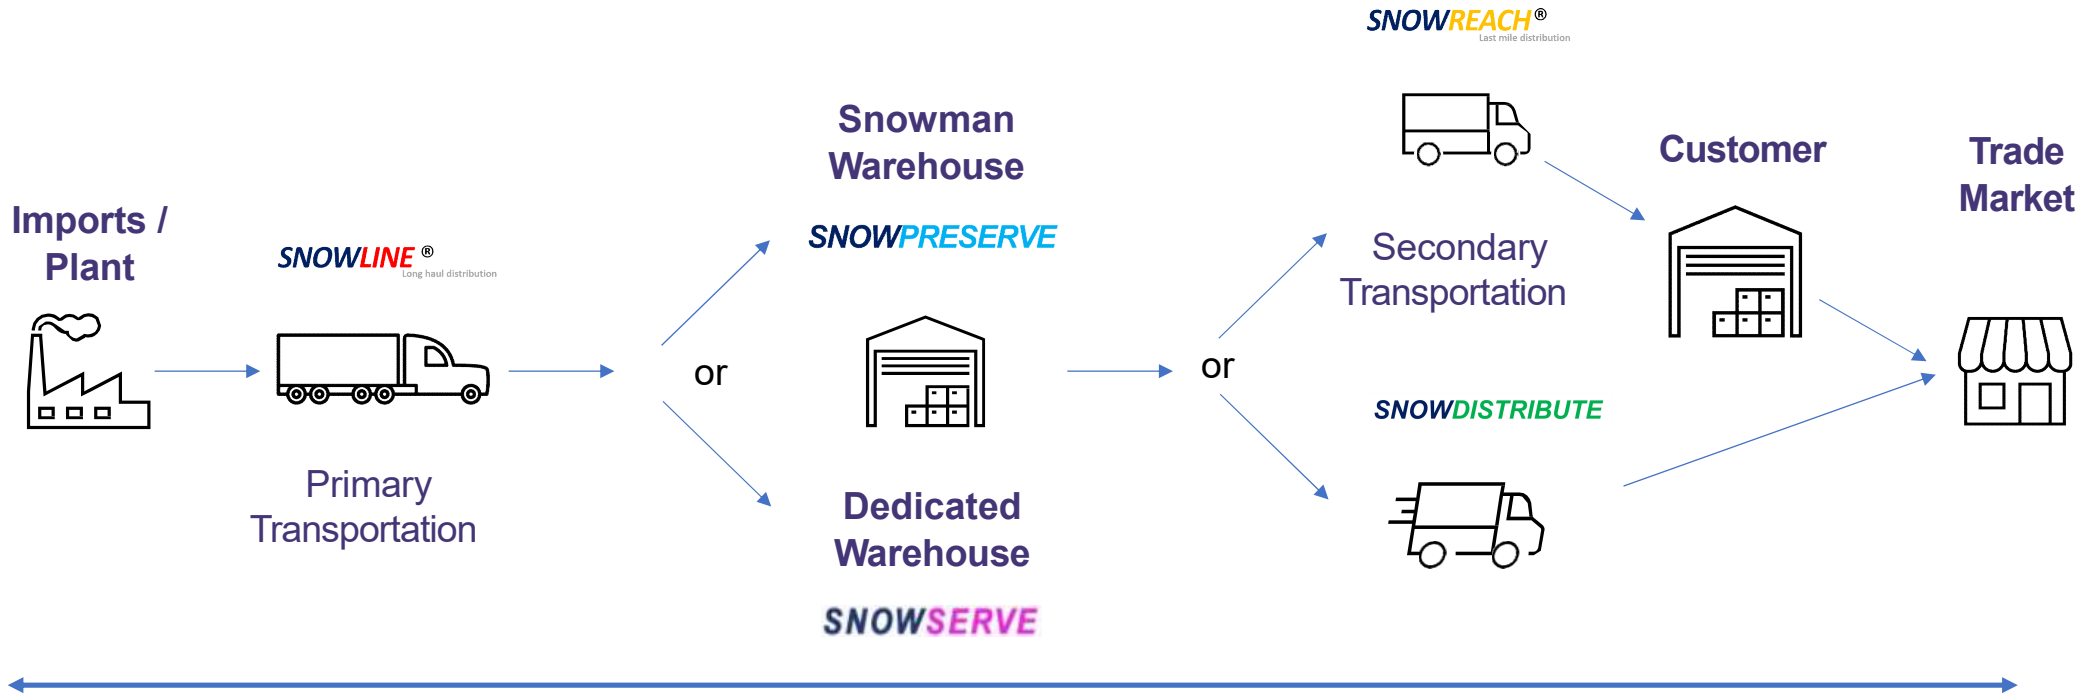 Imports /
Plant
SNOWLINE ®
Long haul distribution
Primary
Transportation
or
Snowman
Warehouse
SNOWPRESERVE
Dedicated
Warehouse
SNOWSERVE
or
SNOWREACH®
Last mile distribution
Secondary
Transportation
SNOWDISTRIBUTE
Customer
Trade
Market